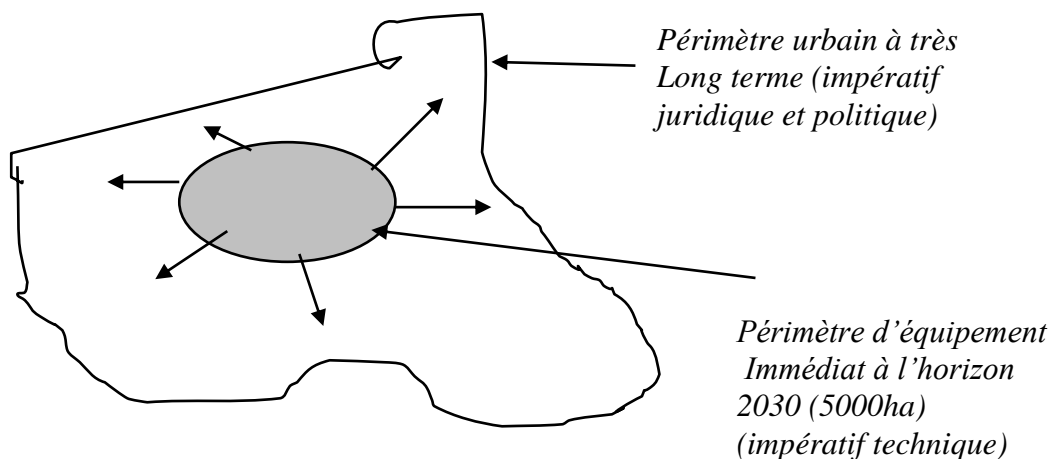 Périmètre urbain à très
Long terme (impératif
juridique et politique)
Périmètre d’équipement
Immédiat à l’horizon
2030 (5000ha)
(impératif technique)